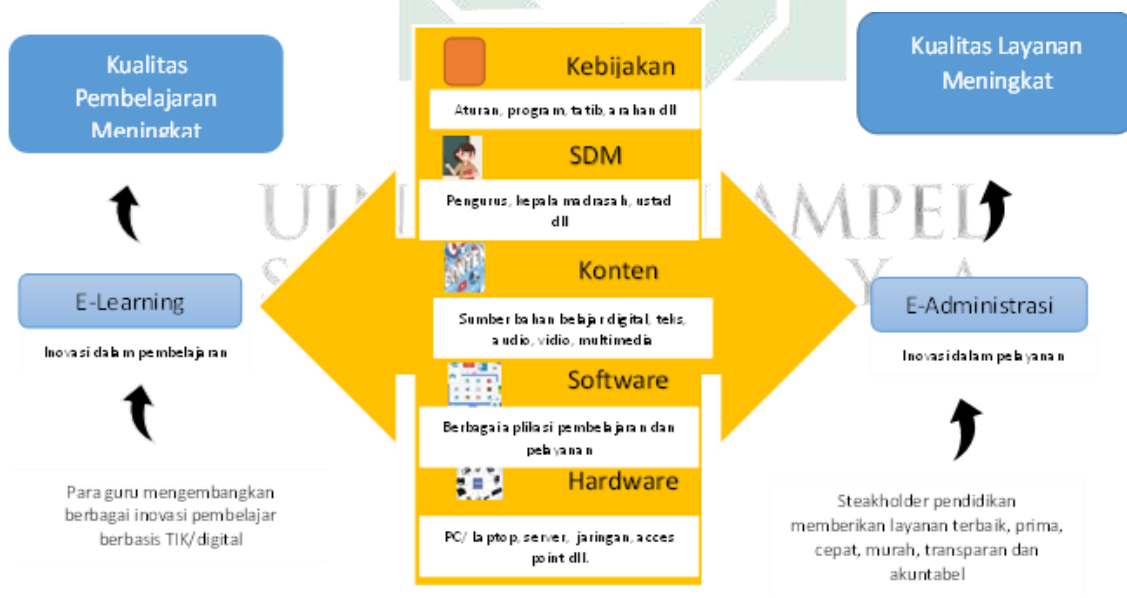 Kualitas
Pembelajaran
Meningkat
E-Learning
Inovasi dalam pembelajaran
Para guru mengembangkan
berbagai inovasi pembelajar
berbasis TIK/digital
Kebijakan
Aturan, program, tatib, arahan dll
SDM
Pengurus, kepala madrasah, ustad
dll
Konten
Sumber bahan belajar digital, teks,
audio, vidio, multimedia
Software
Berbagai aplikasi pembelajaran dan
pelayanan
Hardware
PC/ laptop, server, jaringan, acces
point dll.
Kualitas Layanan
Meningkat
E-Administrasi
Inovasi dalam pelayanan
Steakholder pendidikan
memberikan layanan terbaik, prima,
cepat, murah, transparan dan
akuntabel
UIN AMPEL
S Y A